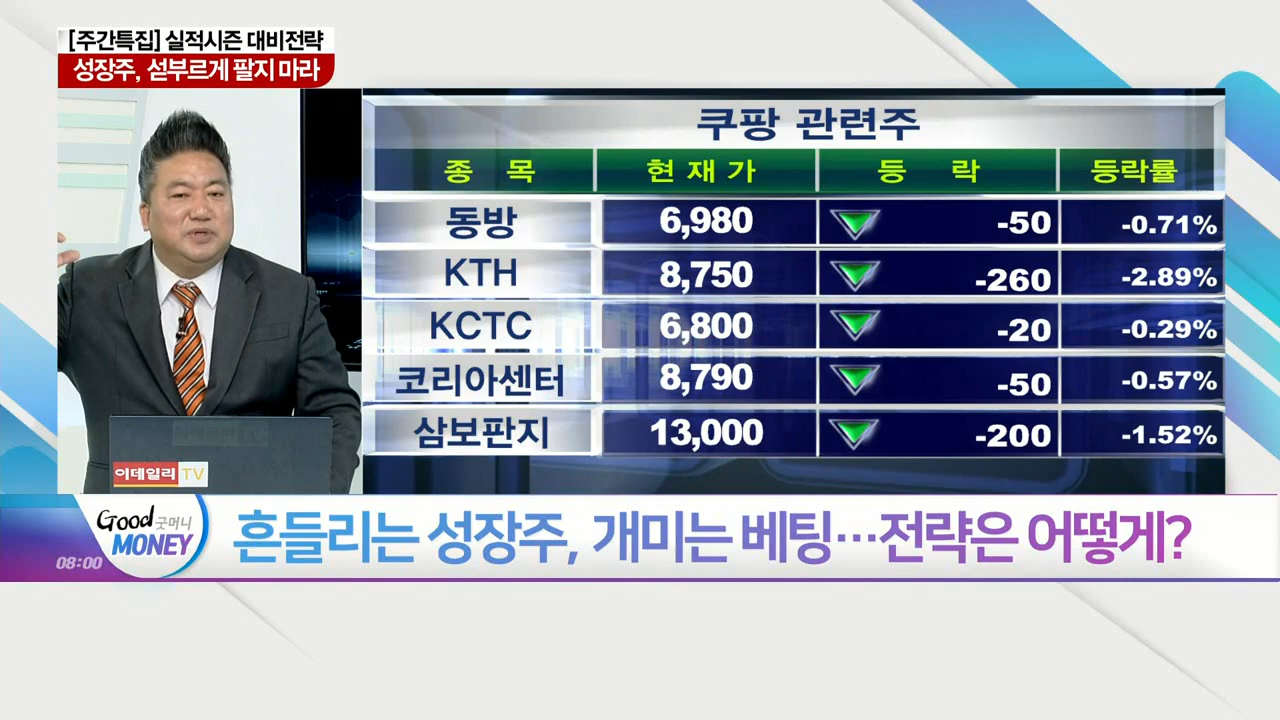 [주간특집] 실적시즌 대비전략
성장주, 섣부르게 팔지 마라
쿠팡 관련주
종 목 현재가 등 락 등락률
동방 6,980 -50 -0.71%
KTH 8,750 -260 -2.89%
KCTC 6,800 -20 -0.29%
코리아센터 8,790 -50 -0.57%
삼보판지 13,000 -200 -1.52%
이데일리 TV
Good 굿머니
MONEY
08:00
흔들리는 성장주, 개미는 베팅…전략은 어떻게?